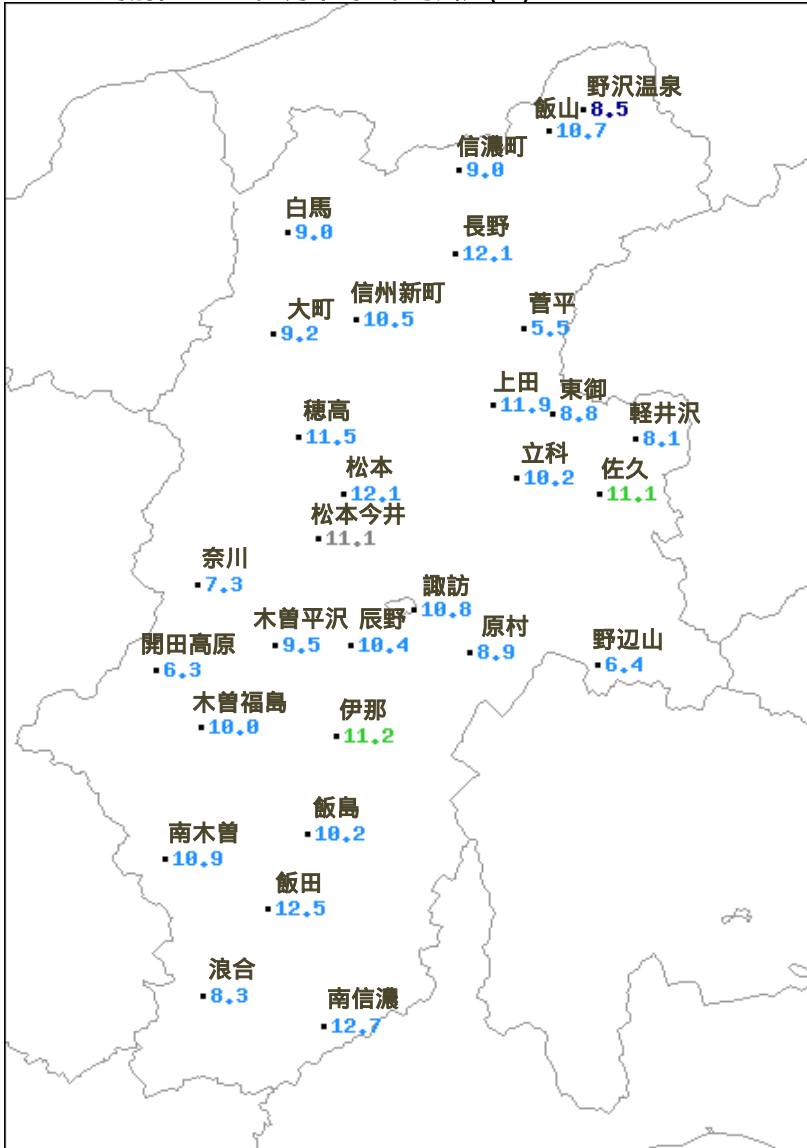 野沢温泉
8.5
飯山
10.7
信濃町
9.0
白馬
9.0
長野
12.1
信州新町
10.5
大町
9.2
菅平
5.5
上田
11.9
東御
8.8
穂高
11.5
軽井沢
8.1
立科
10.2
松本
12.1
佐久
11.1
松本今井
11.1
奈川
7.3
諏訪
10.8
木曽平沢
9.5
辰野
10.4
原村
8.9
開田高原
6.3
野辺山
6.4
木曽福島
10.0
伊那
11.2
飯島
10.2
南木曽
10.9
飯田
12.5
浪合
8.3
南信濃
12.7